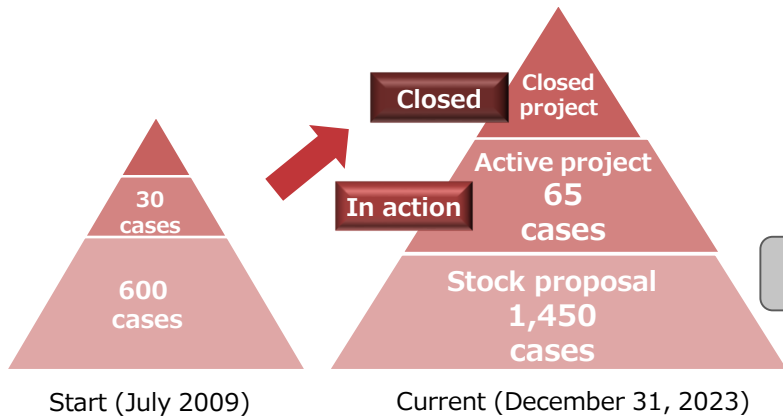 30
cases
600
cases
Start (July 2009)
Closed
In action
Closed
project
Active project
65
cases
Stock proposal
1,450
cases
Current (December 31, 2023)